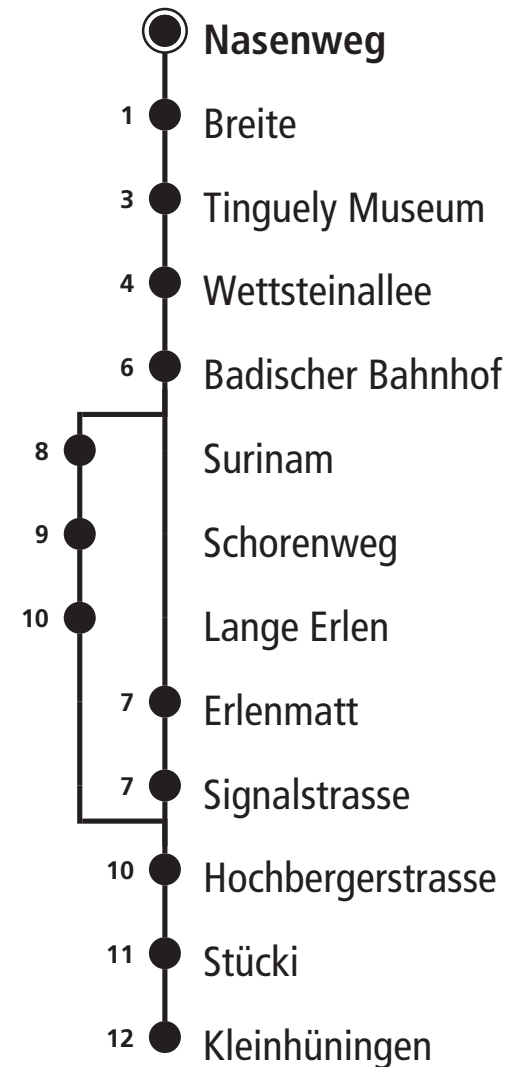 Nasenweg
1 Breite
3 Tinguely Museum
4 Wettsteinallee
6 Badischer Bahnhof
8 Surinam
9 Schorenweg
10 Lange Erlen
7 Erlenmatt
7 Signalstrasse
10 Hochbergerstrasse
11 Stücki
12 Kleinhüningen